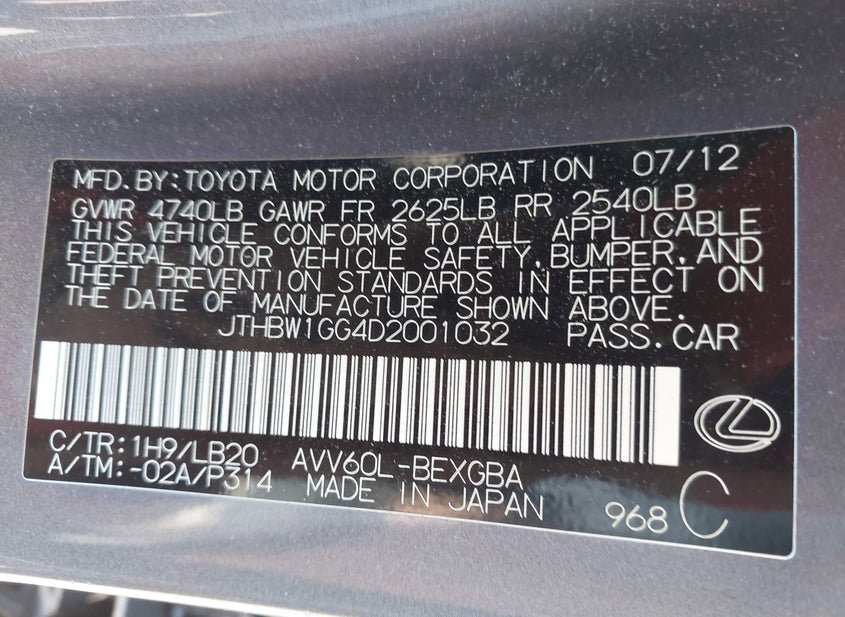 MFD.BY:TOYOTA MOTOR CORPORATION 07/12
GVWR 4740LB GAWR FR 2625LB RR 2540LB
THIS VEHICLE CONFORMS TO ALL APPLICABLE
FEDERAL MOTOR VEHICLE SAFETY,BUMPER,AND
THEFT PREVENTION STANDARDS IN EFFECT ON
THE DATE OF MANUFACTURE SHOWN ABOVE.
JTHBW1GG4D2001032 PASS.CAR
C/TR:1H9/LB20 AVV60L-BEXGBA
A/TM:-02A/P314 MADE IN JAPAN 968 C